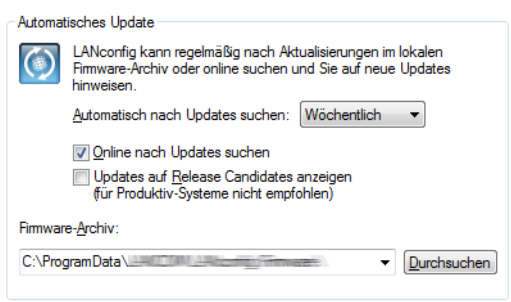 Automatisches Update
LANconfig kann regelmäßig nach Aktualisierungen im lokalen
Firmware-Archiv oder online suchen und Sie auf neue Updates
hinweisen.
Automatisch nach Updates suchen: Wöchentlich
Online nach Updates suchen
Updates auf Release Candidates anzeigen
(für Produktiv-Systeme nicht empfohlen)
Firmware-Archiv:
C:\ProgramData\ Durchsuchen